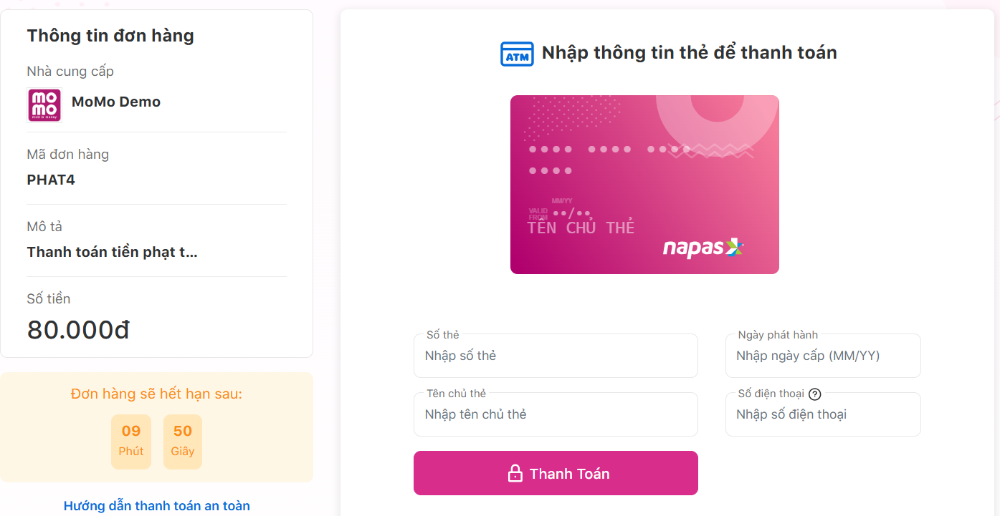 Thông tin đơn hàng
Nhà cung cấp
mo
mo
mobile money
MoMo Demo
Mã đơn hàng
PHAT4
Mô tả
Thanh toán tiền phạt t...
Số tiền
80.000đ
Đơn hàng sẽ hết hạn sau:
09 50
Phút Giây
Hướng dẫn thanh toán an toàn
ATM Nhập thông tin thẻ để thanh toán
•••• •••• ••••
••••
MM/YY
VALID
FROM ••/••
TÊN CHỦ THẺ
napas
Số thẻ
Nhập số thẻ
Ngày phát hành
Nhập ngày cấp (MM/YY)
Tên chủ thẻ
Nhập tên chủ thẻ
Số điện thoại ?
Nhập số điện thoại
Thanh Toán